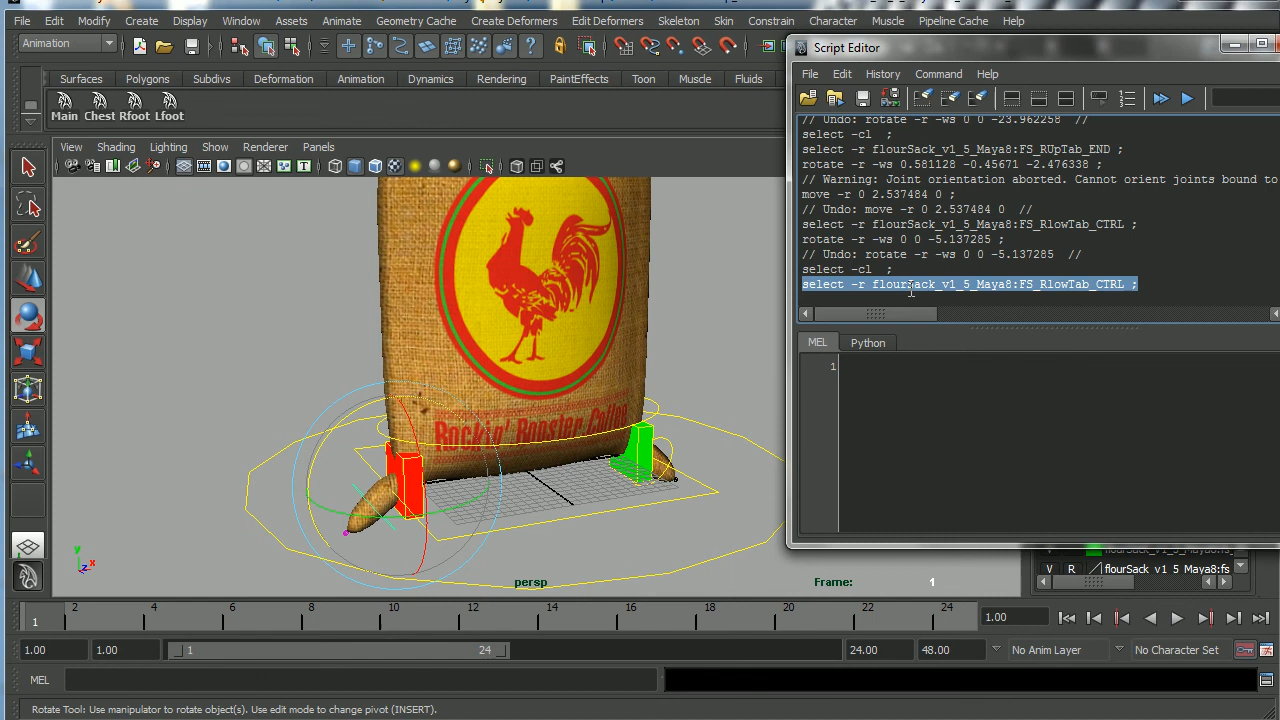 File Edit Modify Create Display Window Assets Animate Geometry Cache Create Deformers Edit Deformers Skeleton Skin Constrain Character Muscle Pipeline Cache Help
Animation
Script Editor
File Edit History Command Help
Surfaces Polygons Subdivs Deformation Animation Dynamics Rendering PaintEffects Toon Muscle Fluids
Main Chest Rfoot Lfoot
View Shading Lighting Show Renderer Panels
// Undo: rotate -r -ws 0 0 -23.962258 //
select -cl ;
select -r flourSack_v1_5_Maya8:FS_RUpTab_END ;
rotate -r -ws 0.581128 -0.45671 -2.476338 ;
// Warning: Joint orientation aborted. Cannot orient joints bound to
move -r 0 2.537484 0 ;
// Undo: move -r 0 2.537484 0 //
select -r flourSack_v1_5_Maya8:FS_RlowTab_CTRL ;
rotate -r -ws 0 0 -5.137285 ;
// Undo: rotate -r -ws 0 0 -5.137285 //
select -cl ;
select -r flourSack_v1_5_Maya8:FS_RlowTab_CTRL ;
MEL Python
1
Rockin' Rooster Coffee
persp
Frame: 1
V flourSack_v1_5_Maya8:fs_
V R flourSack_v1_5_Maya8:fs
2 4 6 8 10 12 14 16 18 20 22 24
1
1.00
1.00 1.00 1 24 24.00 48.00 No Anim Layer No Character Set
MEL
Rotate Tool: Use manipulator to rotate object(s). Use edit mode to change pivot (INSERT).